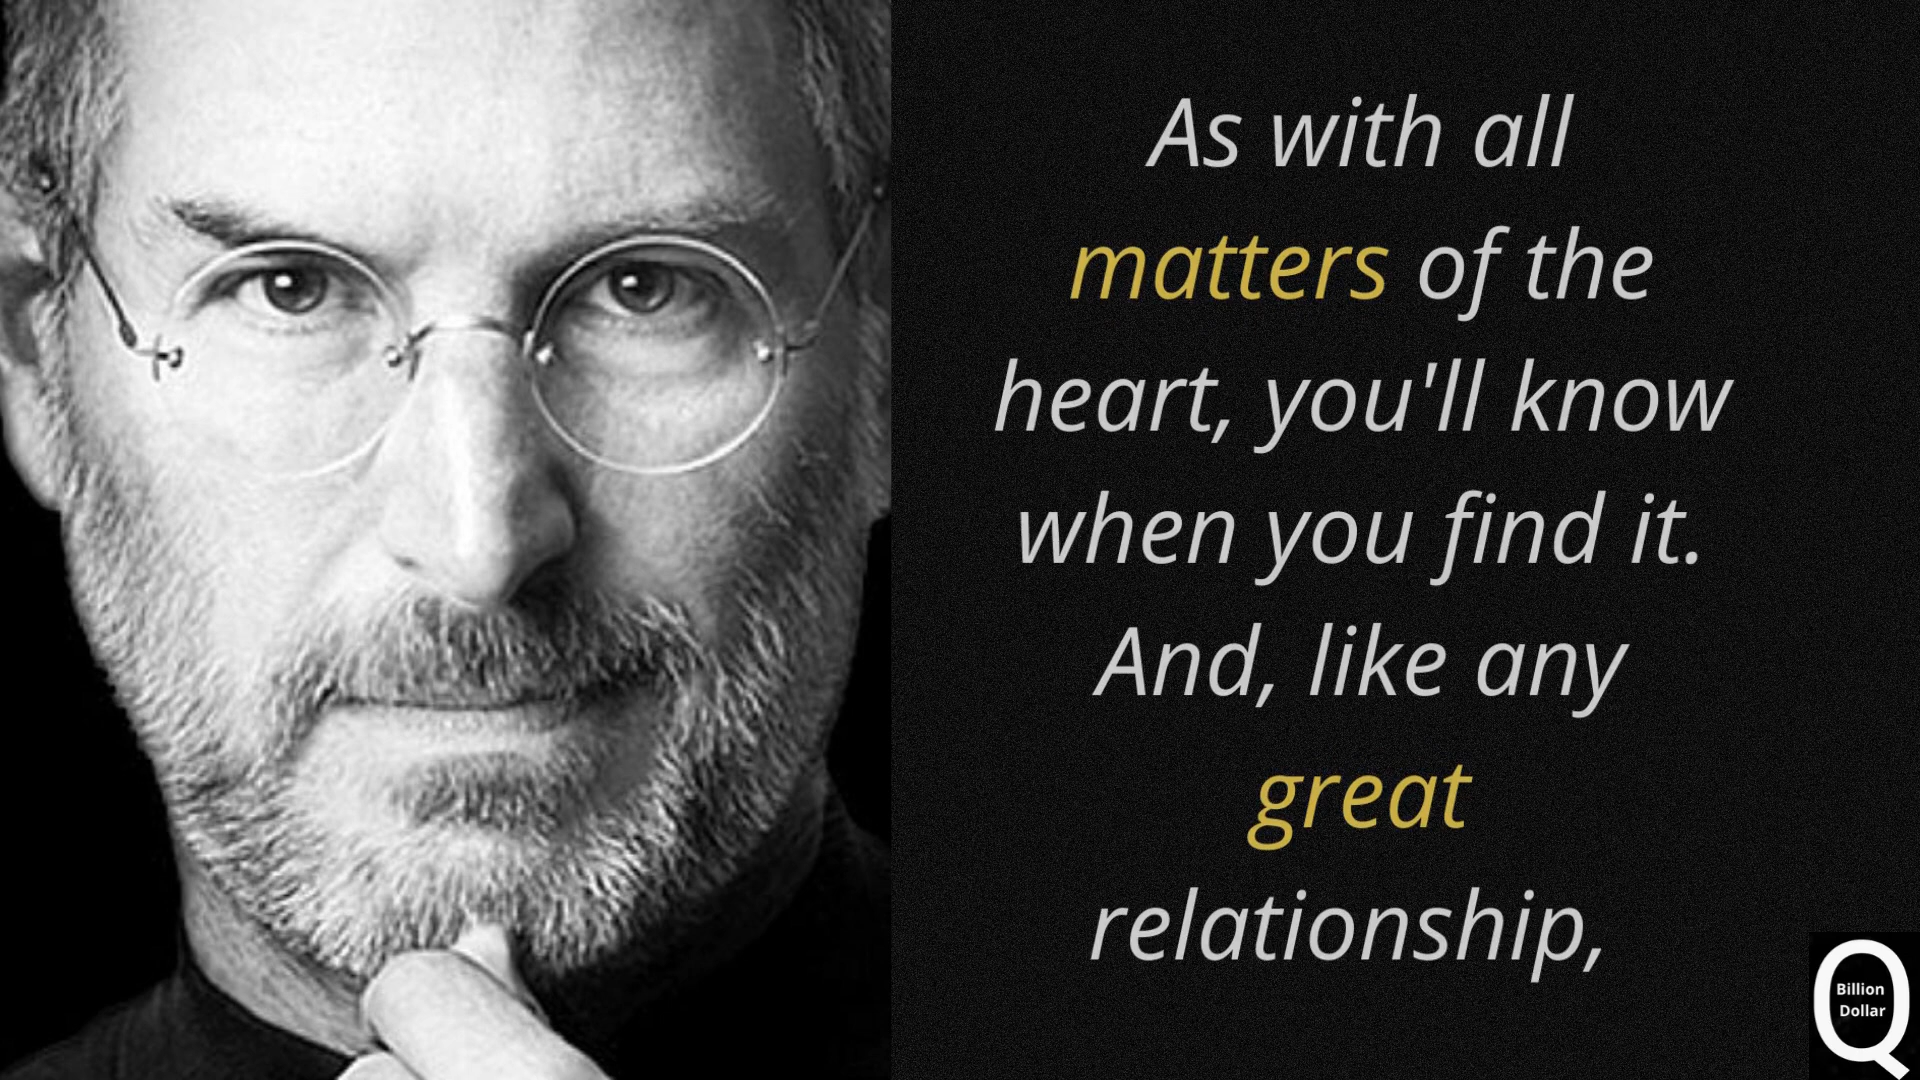 As with all
matters of the
heart, you'll know
when you find it.
And, like any
great
relationship,
Q
Billion
Dollar